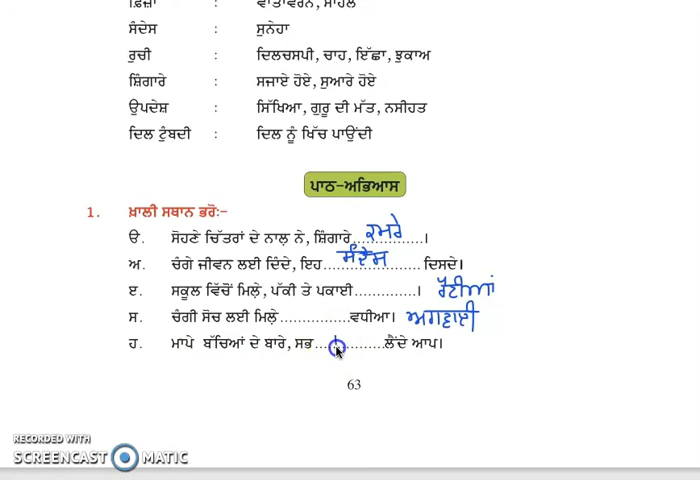 ਫ਼ਿਜ਼ਾ : ਵਾਤਾਵਰਨ, ਮਾਹੌਲ
ਸੰਦੇਸ : ਸੁਨੇਹਾ
ਰੁਚੀ : ਦਿਲਚਸਪੀ, ਚਾਹ, ਇੱਛਾ, ਝੁਕਾਅ
ਸ਼ਿੰਗਾਰੇ : ਸਜਾਏ ਹੋਏ, ਸੁਆਰੇ ਹੋਏ
ਉਪਦੇਸ਼ : ਸਿੱਖਿਆ, ਗੁਰੂ ਦੀ ਮੱਤ, ਨਸੀਹਤ
ਦਿਲ ਟੁੰਬਦੀ : ਦਿਲ ਨੂੰ ਖਿੱਚ ਪਾਉਂਦੀ
ਪਾਠ-ਅਭਿਆਸ
1. ਖ਼ਾਲੀ ਸਥਾਨ ਭਰੋ:-
ੳ. ਸੋਹਣੇ ਚਿੱਤਰਾਂ ਦੇ ਨਾਲ਼ ਨੇ, ਸ਼ਿੰਗਾਰੇ ਕਮਰੇ ।
ਅ. ਚੰਗੇ ਜੀਵਨ ਲਈ ਦਿੰਦੇ, ਇਹ ਸੰਦੇਸ ਦਿਸਦੇ।
ੲ. ਸਕੂਲ ਵਿੱਚੋਂ ਮਿਲ਼ੇ, ਪੱਕੀ ਤੇ ਪਕਾਈ.............। ਰੋਟੀਆਂ
ਸ. ਚੰਗੀ ਸੋਚ ਲਈ ਮਿਲ਼ੇ...............ਵਧੀਆ। ਅਗਵਾਈ
ਹ. ਮਾਪੇ ਬੱਚਿਆਂ ਦੇ ਬਾਰੇ, ਸਭ...............ਲੈਂਦੇ ਆਪ।
63
RECORDED WITH
SCREENCAST MATIC